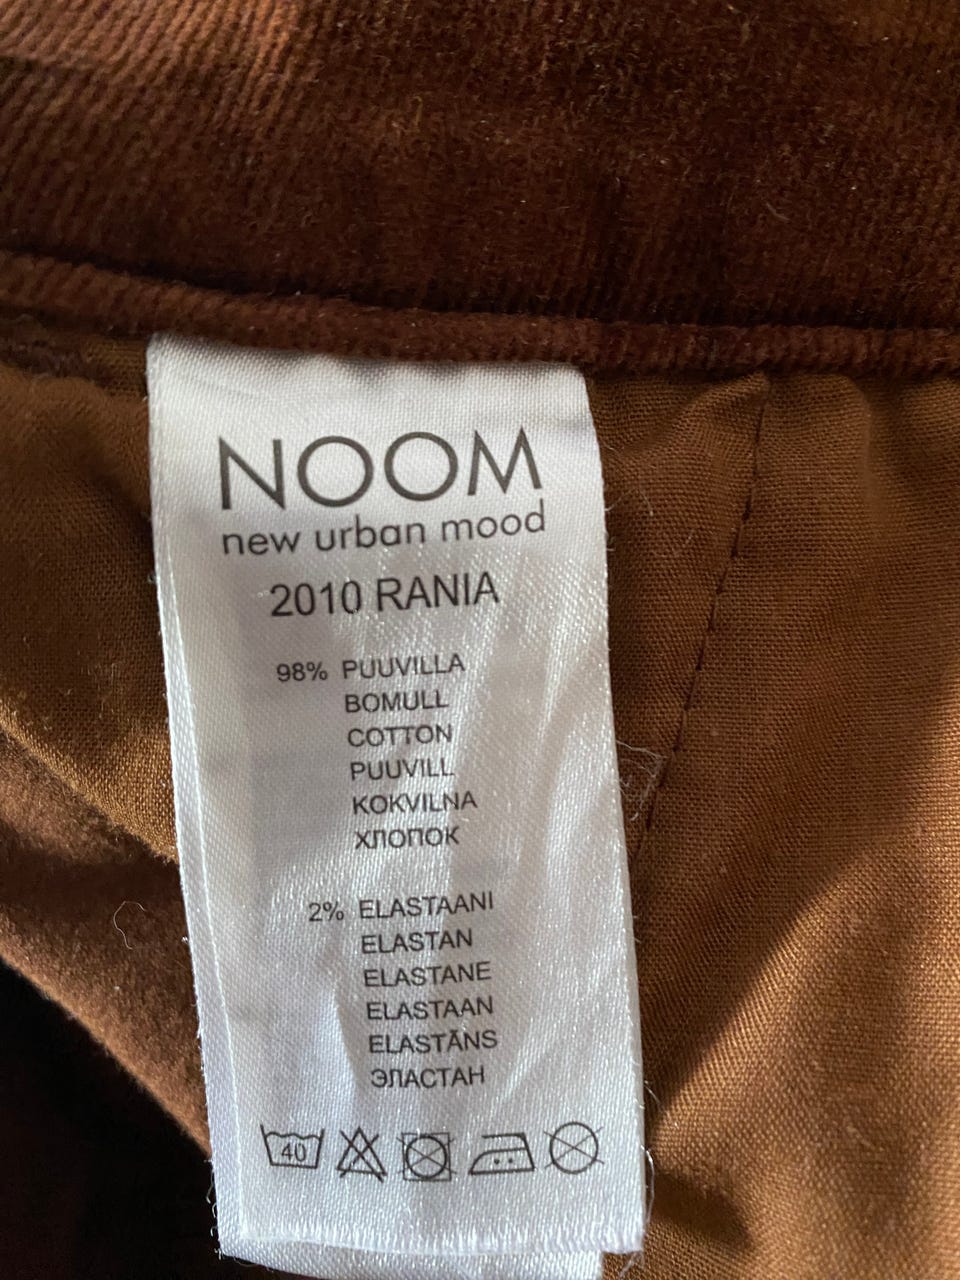 NOOM
new urban mood
2010 RANIA
98% PUUVILLA
BOMULL
COTTON
PUUVILL
KOKVILNA
ХЛОПОК
2% ELASTAANI
ELASTAN
ELASTANE
ELASTAAN
ELASTĀNS
ЭЛАСТАН
40